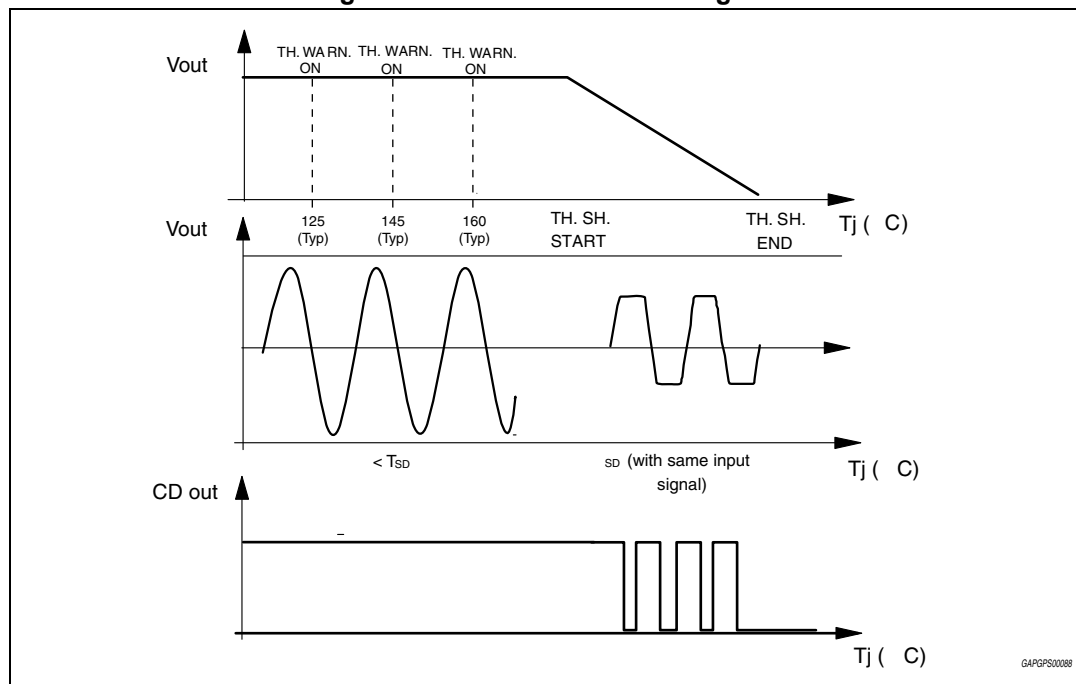 Vout
TH. WARN. TH. WARN. TH. WARN.
ON ON ON
125 145 160 TH. SH. TH. SH. Tj ( C)
(Typ) (Typ) (Typ) START END
Vout
< TSD SD (with same input
signal)
Tj ( C)
CD out
Tj ( C)
GAPGPS00088